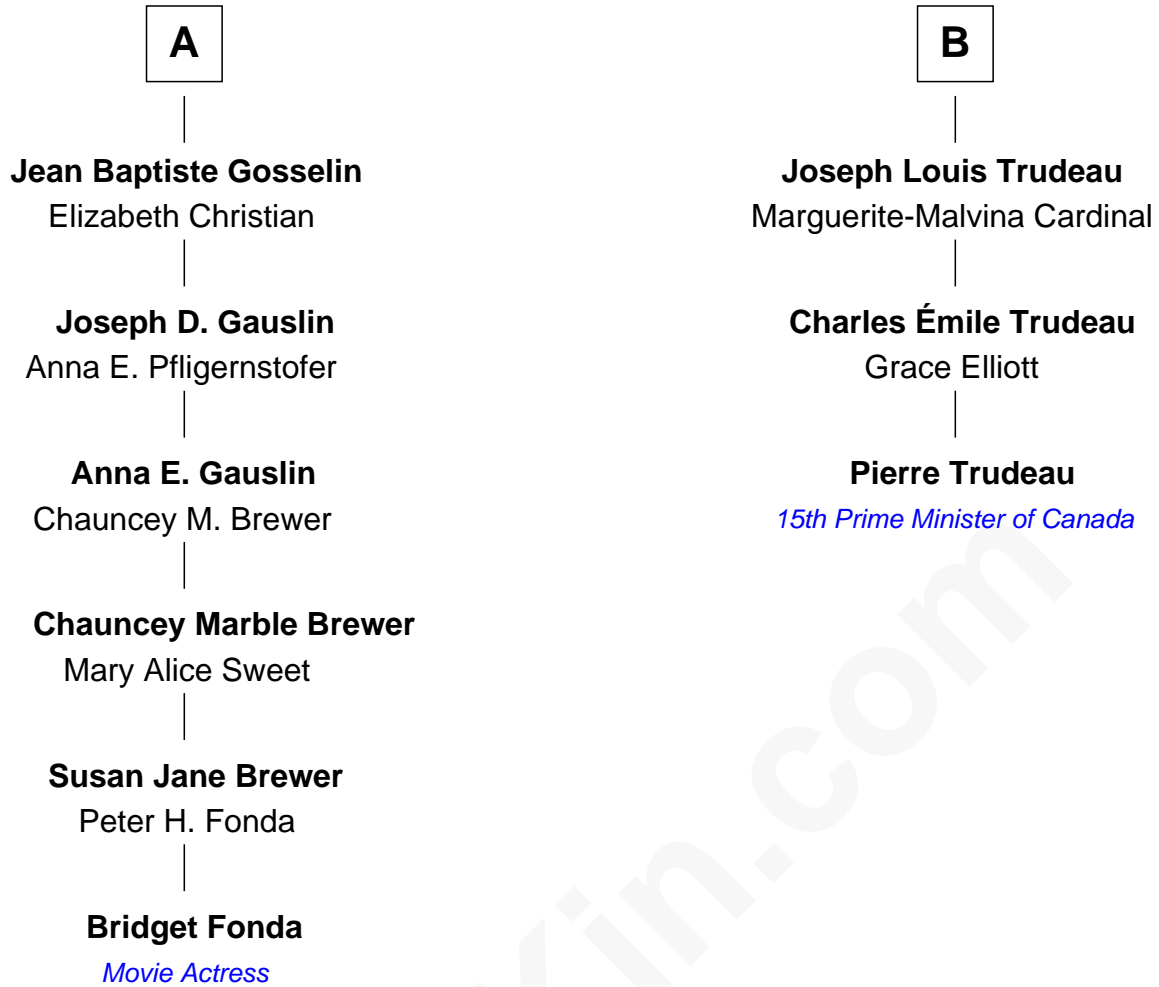 A
Jean Baptiste Gosselin
Elizabeth Christian
Joseph D. Gauslin
Anna E. Pfligernstofer
Anna E. Gauslin
Chauncey M. Brewer
Chauncey Marble Brewer
Mary Alice Sweet
Susan Jane Brewer
Peter H. Fonda
Bridget Fonda
Movie Actress
B
Joseph Louis Trudeau
Marguerite-Malvina Cardinal
Charles Émile Trudeau
Grace Elliott
Pierre Trudeau
15th Prime Minister of Canada
Kin.com